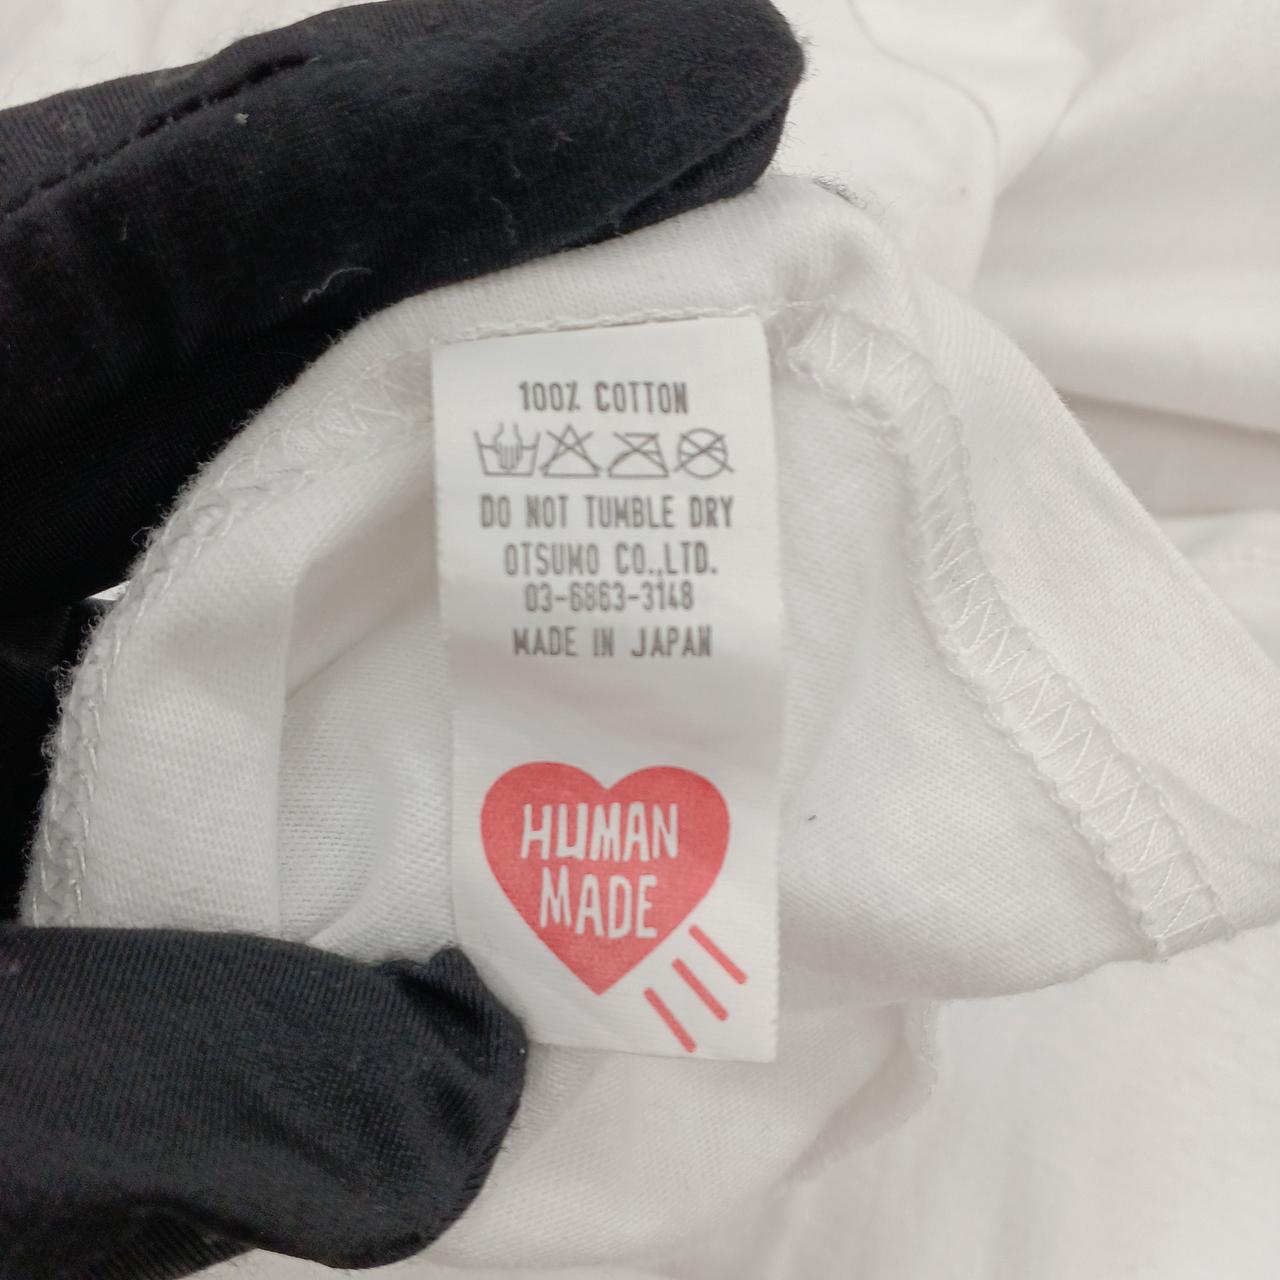 100% COTTON
DO NOT TUMBLE DRY
OTSUMO CO.,LTD.
03-6863-3148
MADE IN JAPAN
HUMAN
MADE